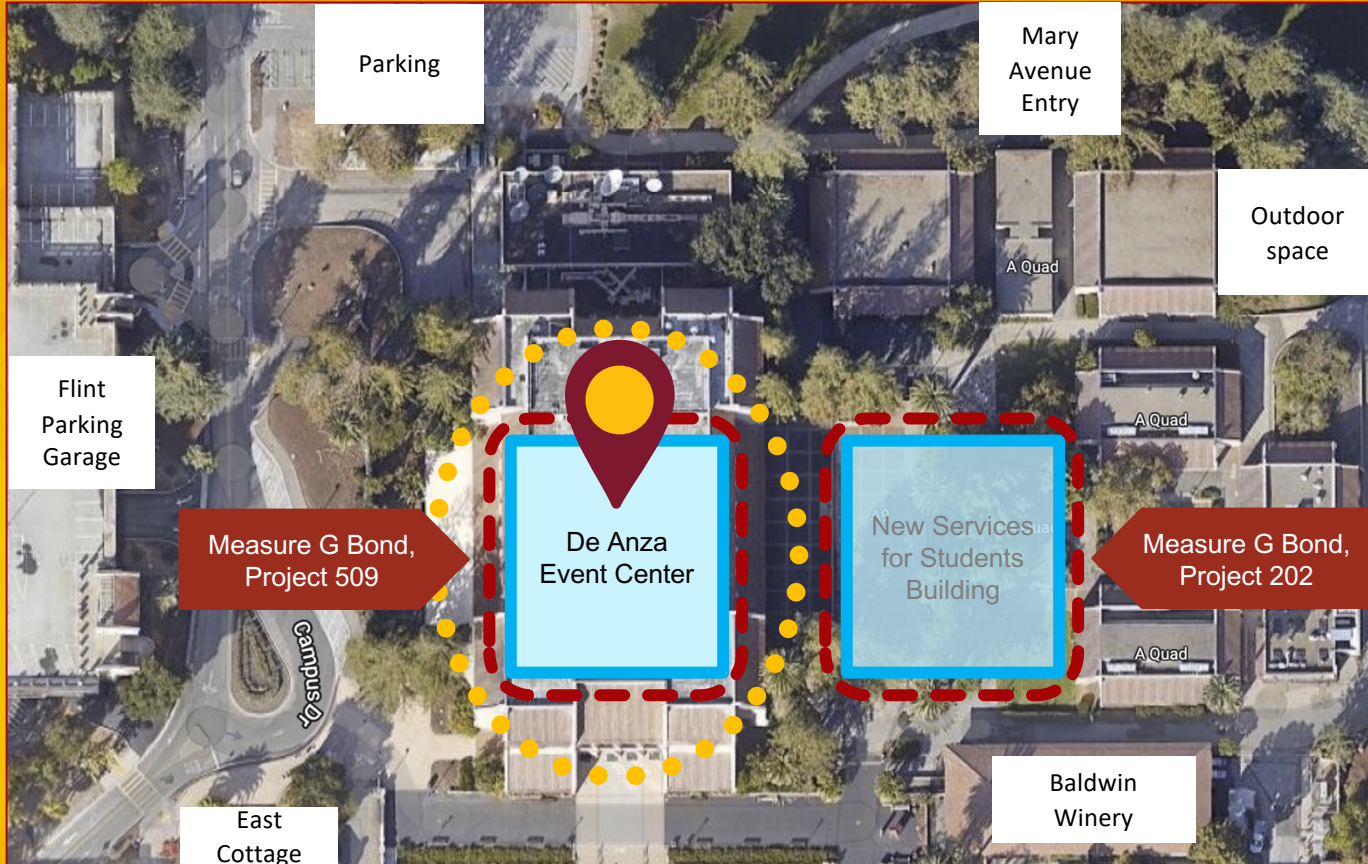 Parking
Mary
Avenue
Entry
Outdoor
space
A Quad
Flint
Parking
Garage
A Quad
Measure G Bond,
Project 509
De Anza
Event Center
A9
New Services
for Students
Building
Measure G Bond,
Project 202
Campus Dr
A Quad
Baldwin
Winery
East
Cottage